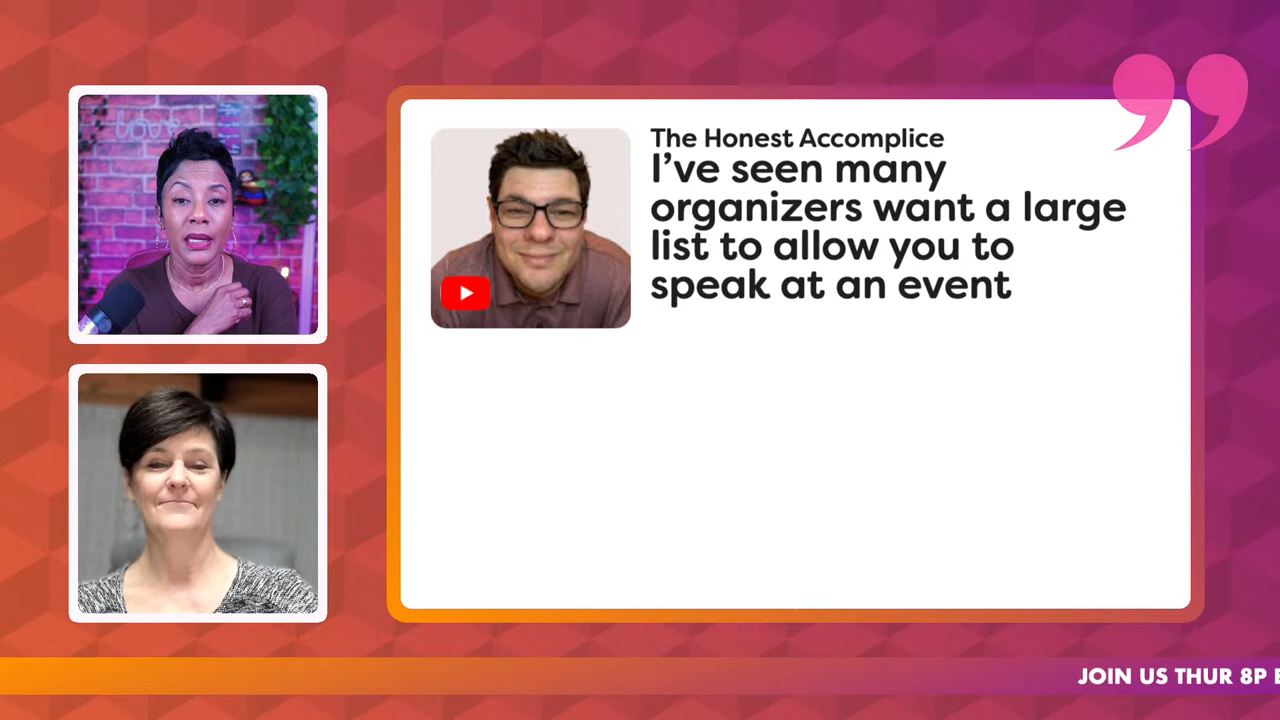 love
The Honest Accomplice
I've seen many
organizers want a large
list to allow you to
speak at an event
JOIN US THUR 8P E